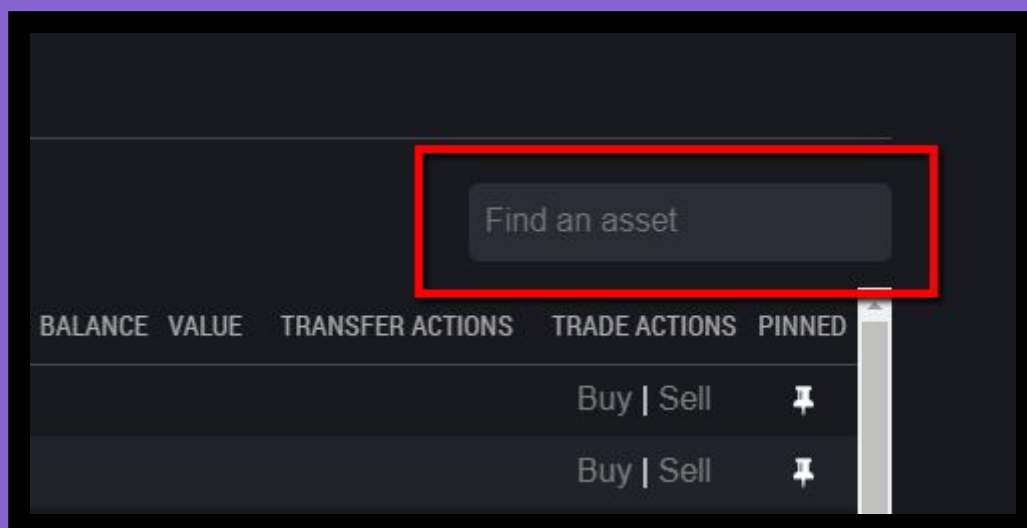 Find an asset
BALANCE VALUE TRANSFER ACTIONS TRADE ACTIONS PINNED
Buy | Sell
Buy | Sell